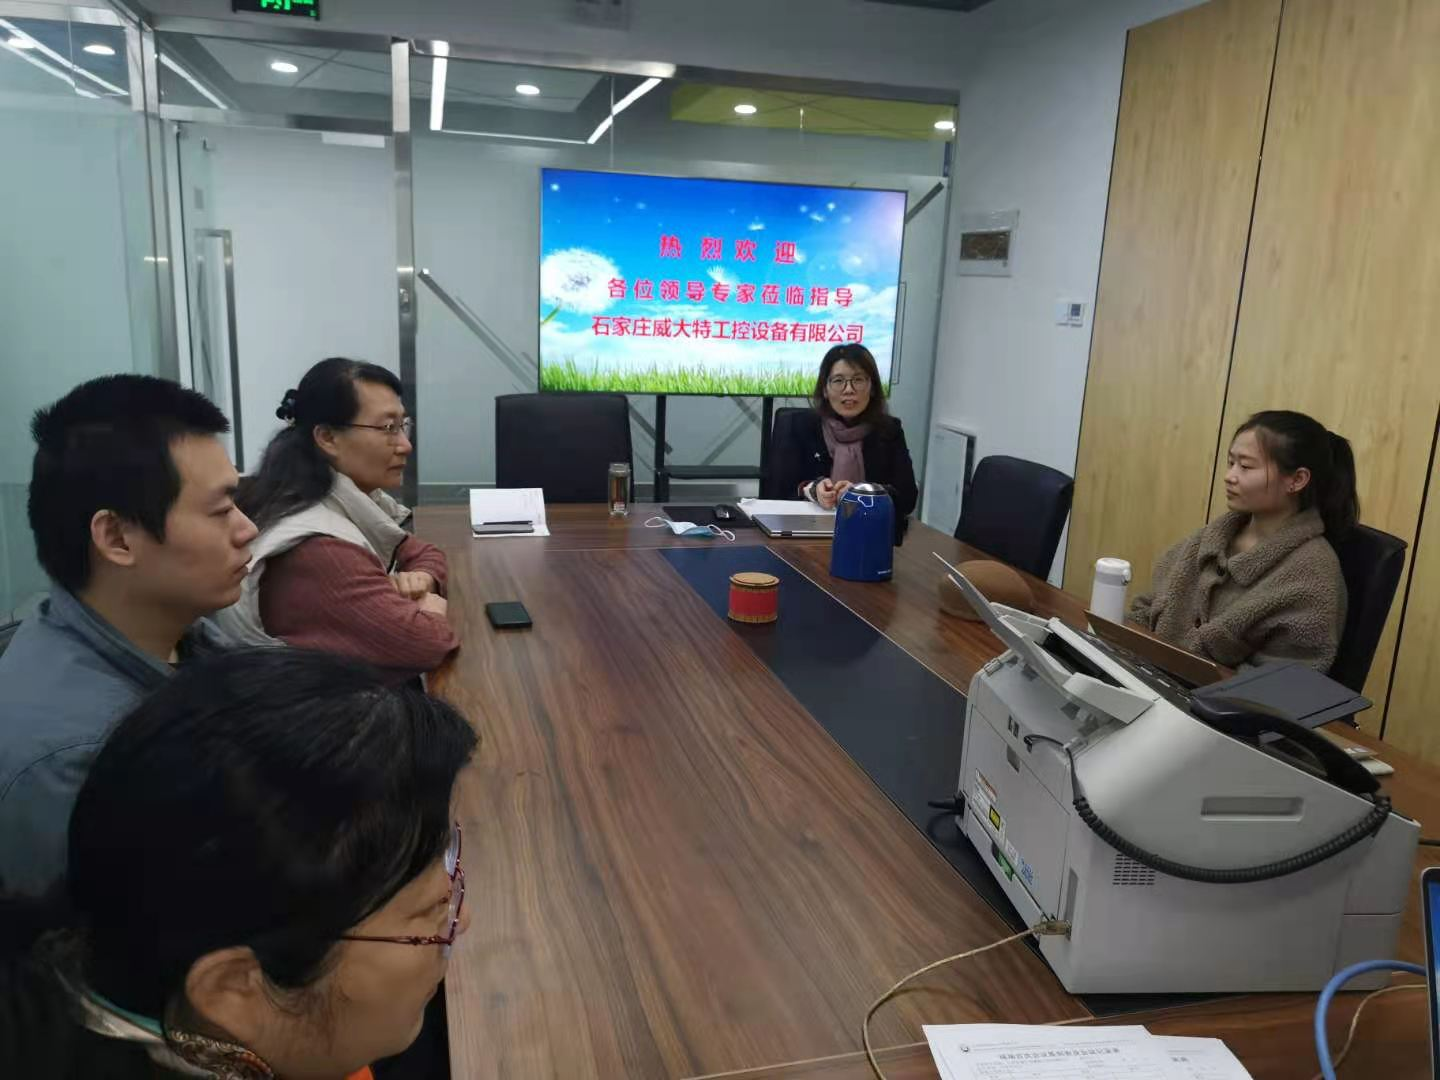 热烈欢迎
各位领导专家莅临指导
石家庄威大特工控设备有限公司